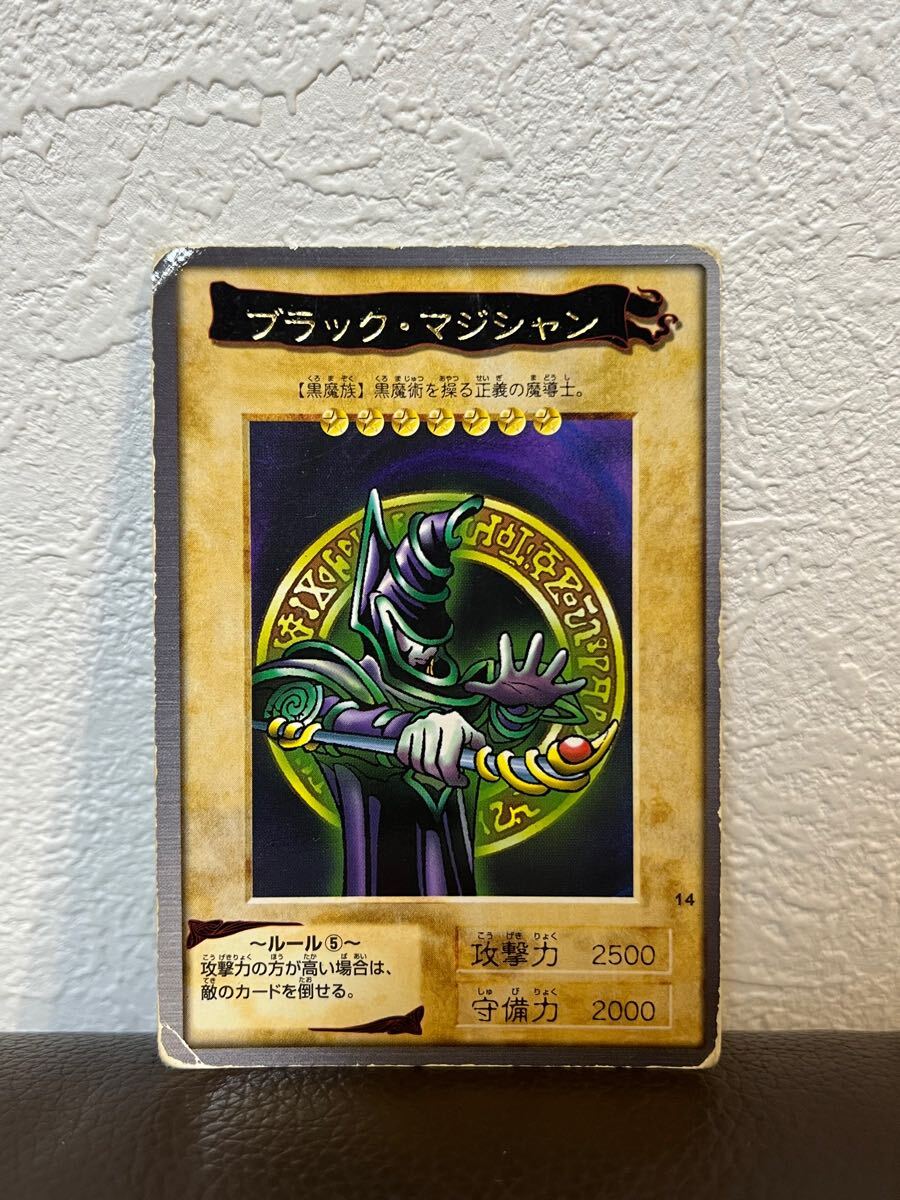 ブラック・マジシャン
【黒魔族】黒魔術を操る正義の魔導士。
14
～ルール⑤～
攻撃力の方が高い場合は、
敵のカードを倒せる。
攻撃力 2500
守備力 2000